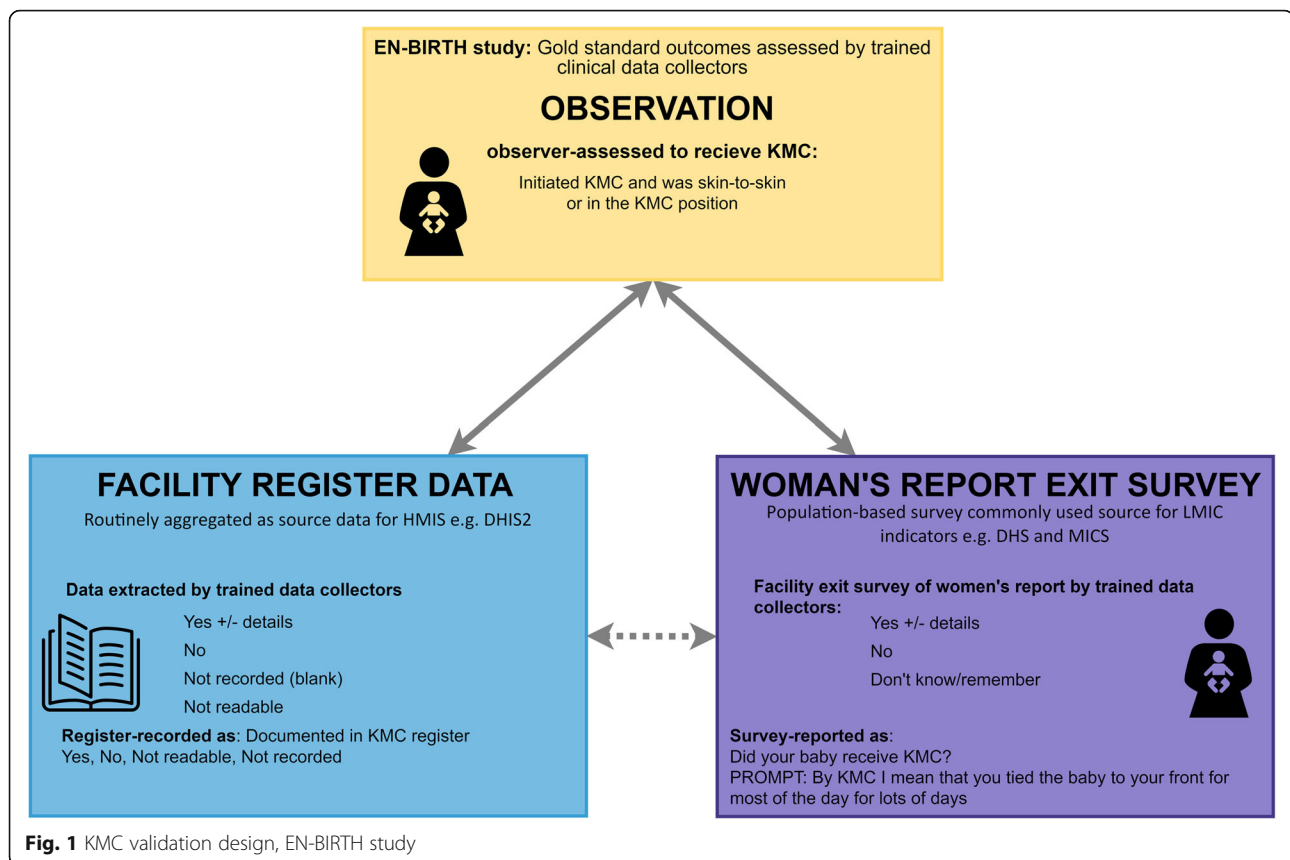 EN-BIRTH study: Gold standard outcomes assessed by trained
clinical data collectors
OBSERVATION
observer-assessed to recieve KMC:
Initiated KMC and was skin-to-skin
or in the KMC position
FACILITY REGISTER DATA
Routinely aggregated as source data for HMIS e.g. DHIS2
Data extracted by trained data collectors
Yes +/- details
No
Not recorded (blank)
Not readable
Register-recorded as: Documented in KMC register
Yes, No, Not readable, Not recorded
WOMAN'S REPORT EXIT SURVEY
Population-based survey commonly used source for LMIC
indicators e.g. DHS and MICS
Facility exit survey of women's report by trained data
collectors:
Yes +/- details
No
Don't know/remember
Survey-reported as:
Did your baby receive KMC?
PROMPT: By KMC I mean that you tied the baby to your front for
most of the day for lots of days
Fig. 1 KMC validation design, EN-BIRTH study